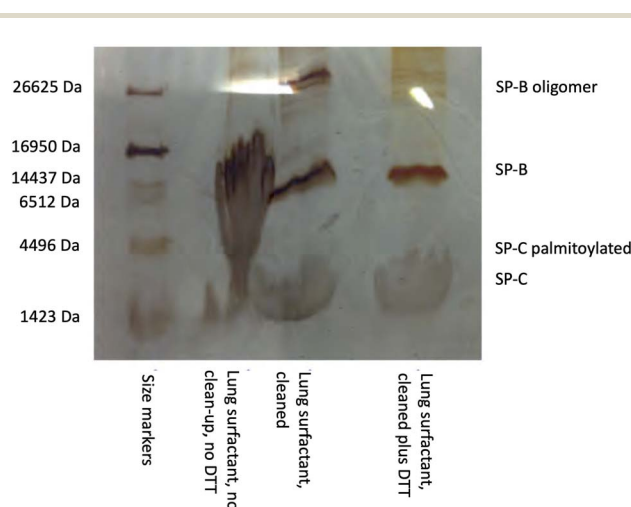 26625 Da
16950 Da
14437 Da
6512 Da
4496 Da
1423 Da
SP-B oligomer
SP-B
SP-C palmitoylated
SP-C
Size markers
Lung surfactant, no
clean-up, no DTT
Lung surfactant,
cleaned
Lung surfactant,
cleaned plus DTT